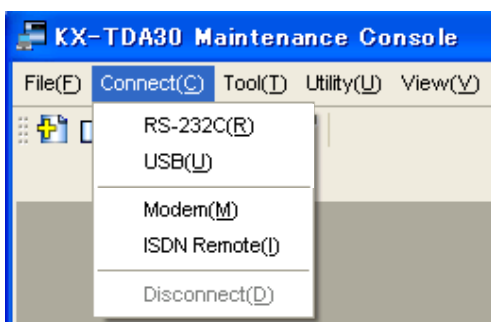 KX-TDA30 Maintenance Console
File(F) Connect(C) Tool(T) Utility(U) View(V)
RS-232C(R)
USB(U)
Modem(M)
ISDN Remote(I)
Disconnect(D)